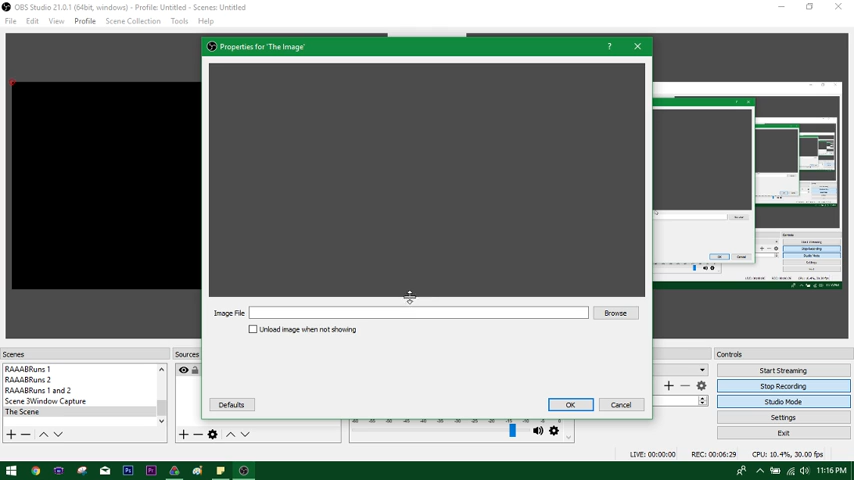 OBS Studio 21.0.1 (64bit, windows) - Profile: Untitled - Scenes: Untitled
File Edit View Profile Scene Collection Tools Help
Properties for 'The Image'
Image File
Browse
Unload image when not showing
Defaults
OK
Cancel
Scenes
RAAABRuns 1
RAAABRuns 2
RAAABRuns 1 and 2
Scene 3Window Capture
The Scene
Sources
Controls
Start Streaming
Stop Recording
Studio Mode
Settings
Exit
LIVE: 00:00:00 REC: 00:06:29 CPU: 10.4%, 30.00 fps
11:16 PM